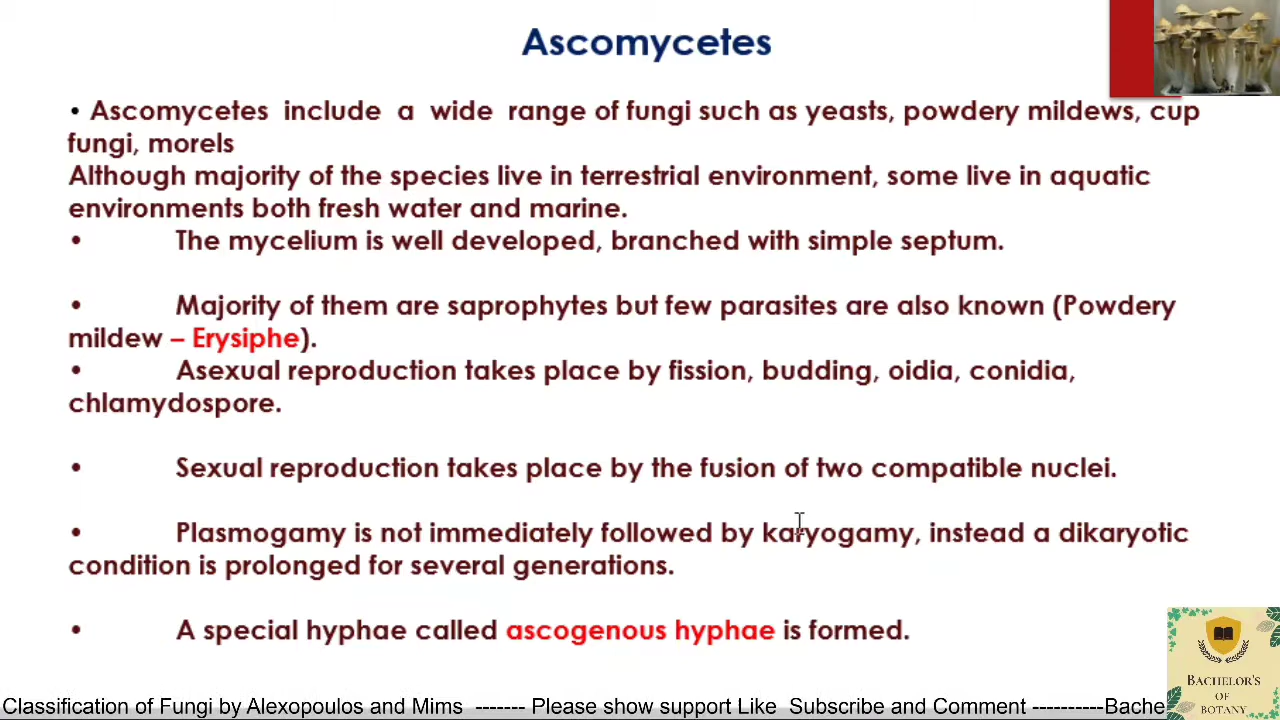 Ascomycetes
• Ascomycetes include a wide range of fungi such as yeasts, powdery mildews, cup
fungi, morels
Although majority of the species live in terrestrial environment, some live in aquatic
environments both fresh water and marine.
• The mycelium is well developed, branched with simple septum.
• Majority of them are saprophytes but few parasites are also known (Powdery
mildew – Erysiphe).
• Asexual reproduction takes place by fission, budding, oidia, conidia,
chlamydospore.
• Sexual reproduction takes place by the fusion of two compatible nuclei.
• Plasmogamy is not immediately followed by karyogamy, instead a dikaryotic
condition is prolonged for several generations.
• A special hyphae called ascogenous hyphae is formed.
BACHELOR'S
OF
BOTANY
Classification of Fungi by Alexopoulos and Mims ------- Please show support Like Subscribe and Comment ----------Bache